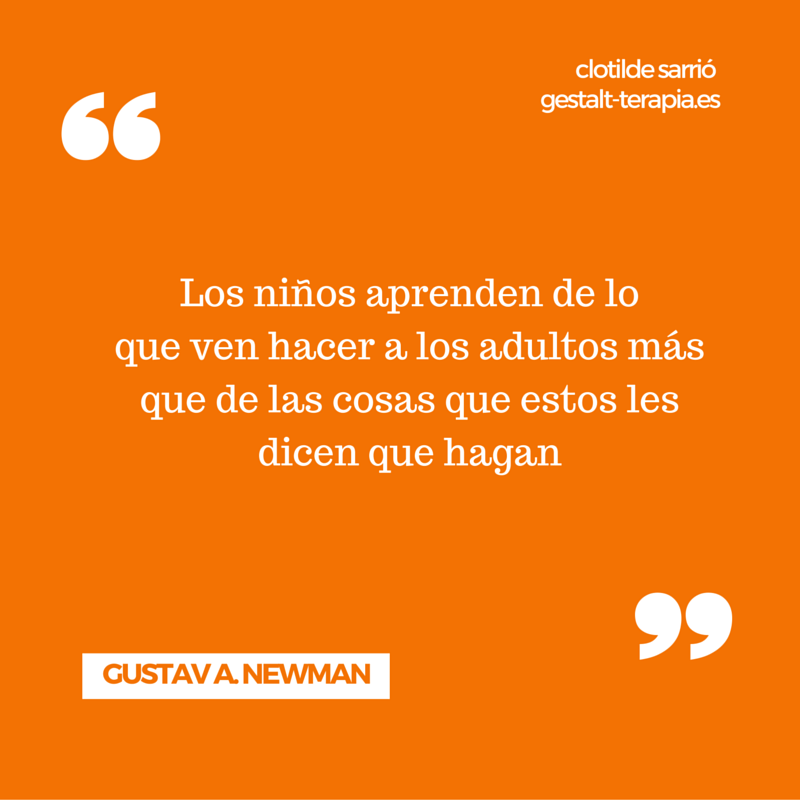 clotilde sarrió
gestalt-terapia.es
“
Los niños aprenden de lo
que ven hacer a los adultos más
que de las cosas que estos les
dicen que hagan
”
GUSTAV A. NEWMAN